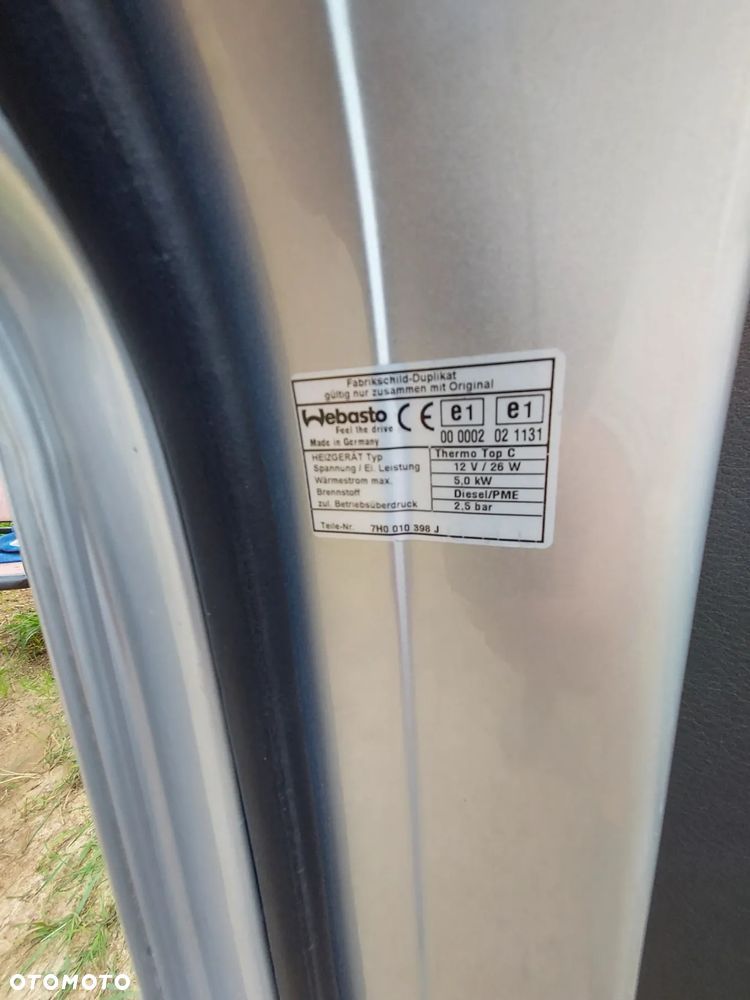 Fabrikschild-Duplikat
gültig nur zusammen mit Original
Webasto CE e1 e1
Feel the drive
00 0002 02 1131
Made in Germany
HEIZGERÄT Typ Thermo Top C
Spannung / El. Leistung 12 V / 26 W
Wärmestrom max. 5,0 kW
Brennstoff Diesel/PME
zul. Betriebsüberdruck 2,5 bar
Teile-Nr. 7H0 010 398 J
OTOMOTO